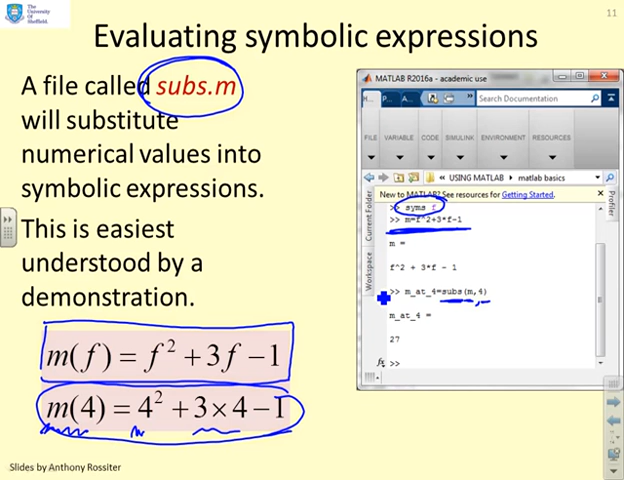 The
University
Of
Sheffield.
11
Evaluating symbolic expressions
A file called subs.m
will substitute
numerical values into
symbolic expressions.
This is easiest
understood by a
demonstration.
m(f) = f² + 3f − 1
m(4) = 4² + 3 × 4 − 1
Slides by Anthony Rossiter
MATLAB R2016a - academic use
H... P... A... Search Documentation
FILE VARIABLE CODE SIMULINK ENVIRONMENT RESOURCES
USING MATLAB matlab basics
New to MATLAB? See resources for Getting Started.
Current Folder
Workspace
Profiler
>> syms f
>> m=f^2+3*f-1
m =
f^2 + 3*f - 1
>> m_at_4=subs(m,4)
m_at_4 =
27
fx >>